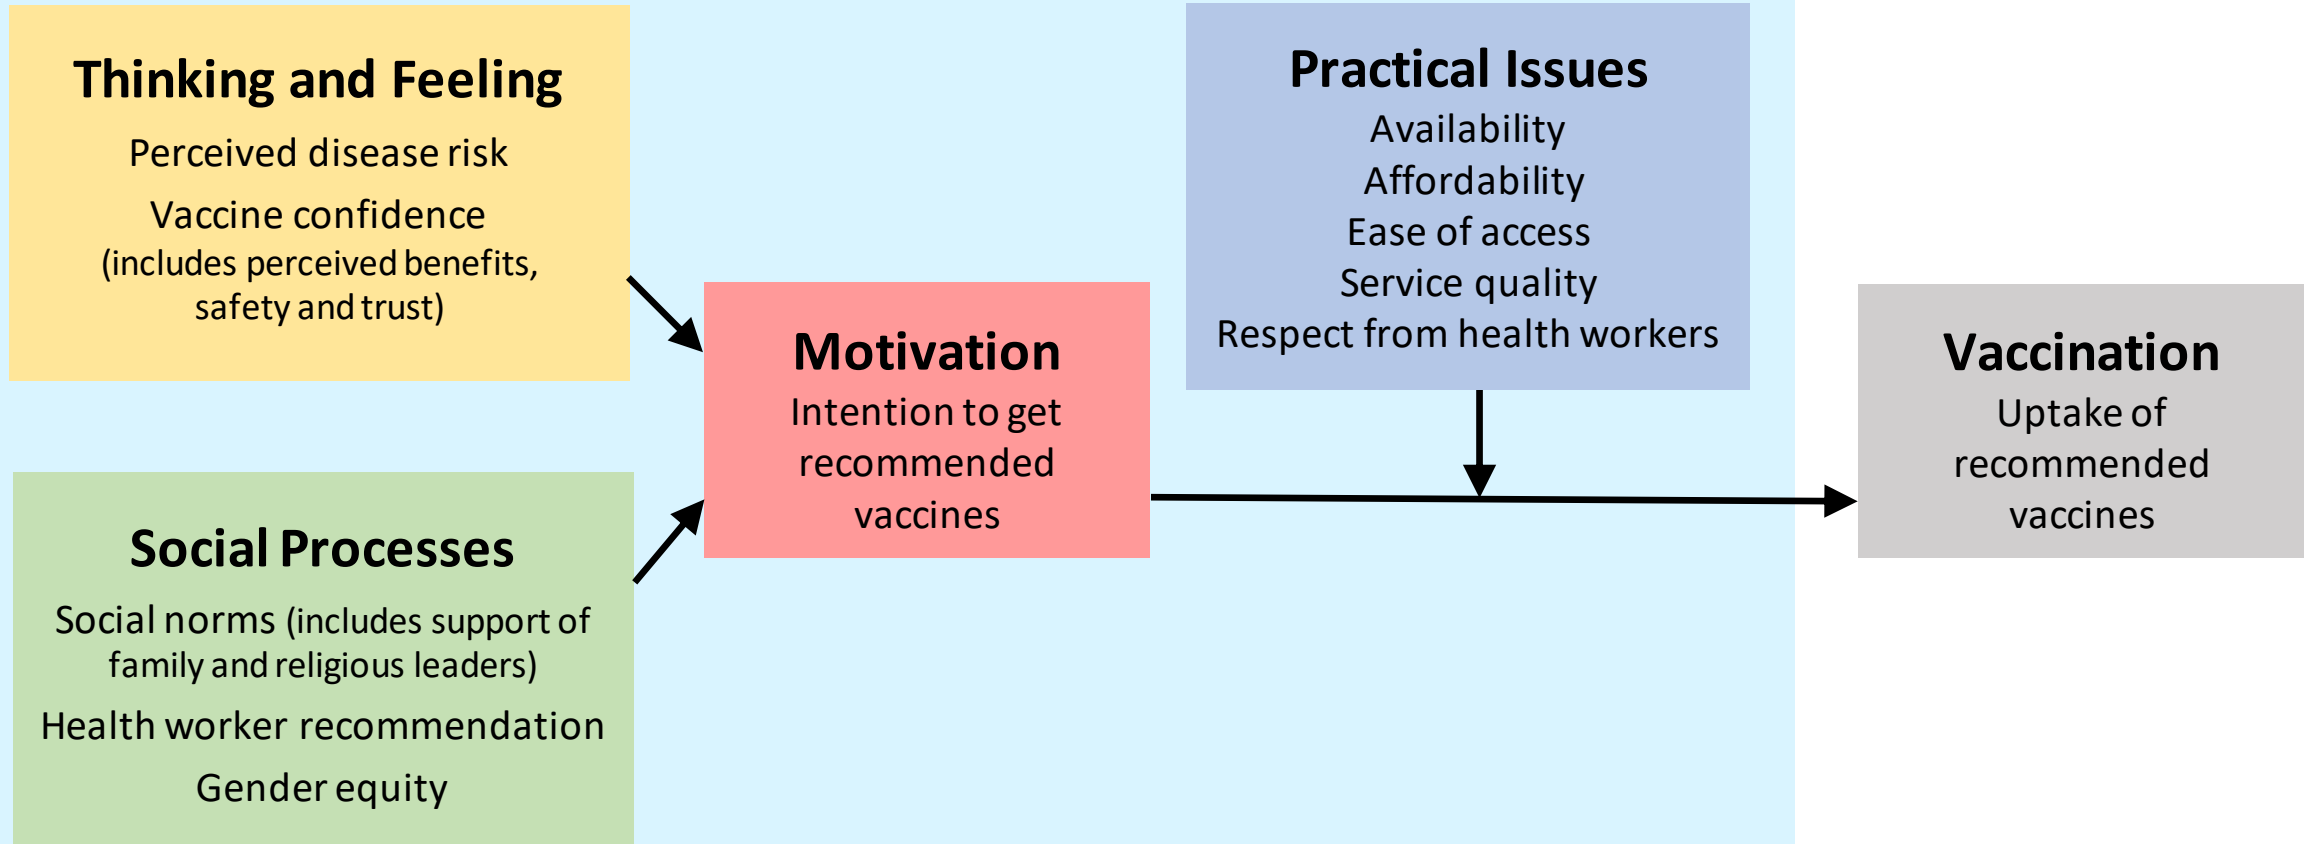 Thinking and Feeling
Perceived disease risk
Vaccine confidence
(includes perceived benefits,
safety and trust)
Social Processes
Social norms (includes support of
family and religious leaders)
Health worker recommendation
Gender equity
Motivation
Intention to get
recommended
vaccines
Practical Issues
Availability
Affordability
Ease of access
Service quality
Respect from health workers
Vaccination
Uptake of
recommended
vaccines